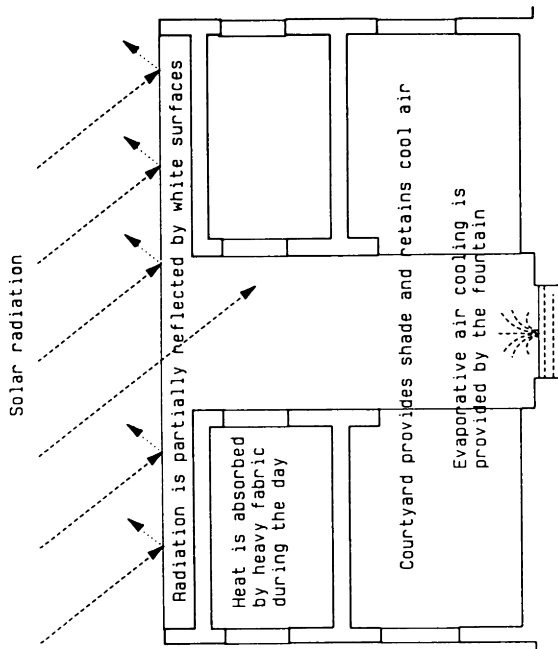 Solar radiation
Radiation is partially reflected by white surfaces
Heat is absorbed
by heavy fabric
during the day
Courtyard provides shade and retains cool air
Evaporative air cooling is
provided by the fountain